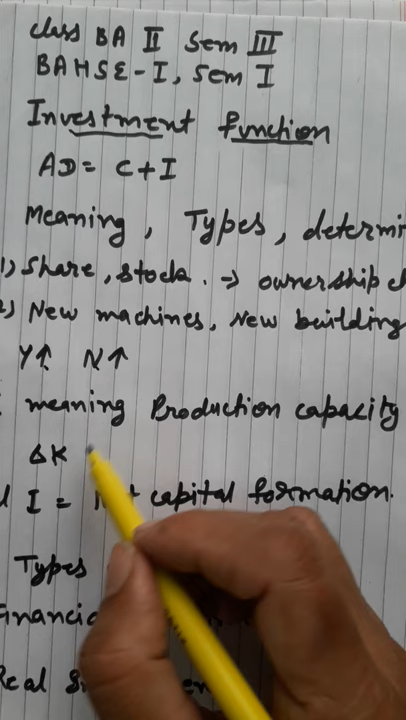 class BA II Sem III
BAHSE-I, Sem I
Investment function
AD = C+I
Meaning, Types, determi
1) Share, stock. → ownership c
2) New machines, New building
Y↑ N↑
meaning Production capacity
ΔK
I = capital formation.
Types
Financia
Real